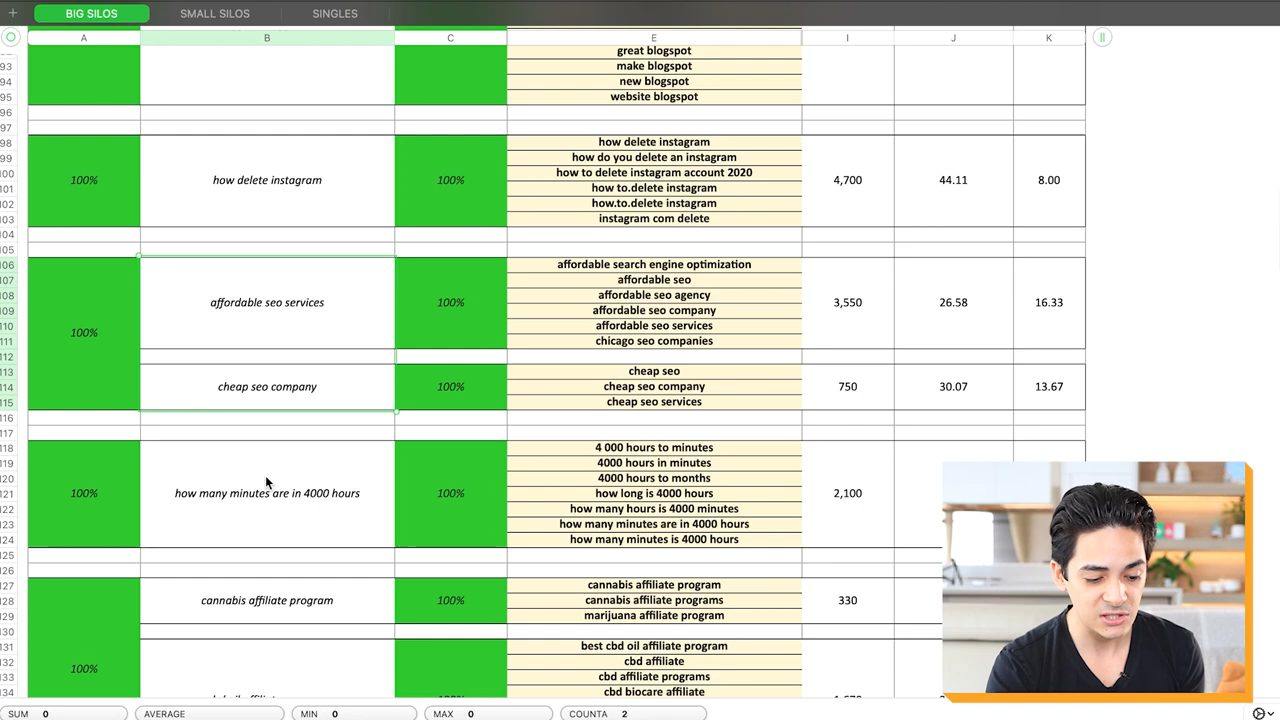 + BIG SILOS SMALL SILOS SINGLES
A B C E I J K
great blogspot
93 make blogspot
94 new blogspot
95 website blogspot
96
97
98 how delete instagram
99 how do you delete an instagram
100 how to delete instagram account 2020
100% how delete instagram 100% 4,700 44.11 8.00
101 how to.delete instagram
102 how.to.delete instagram
103 instagram com delete
104
105
106 affordable search engine optimization
107 affordable seo
108 affordable seo agency
affordable seo services 100% 3,550 26.58 16.33
109 affordable seo company
110 affordable seo services
100%
111 chicago seo companies
112
113 cheap seo
114 cheap seo company 100% cheap seo company 750 30.07 13.67
115 cheap seo services
116
117
118 4 000 hours to minutes
119 4000 hours in minutes
120 4000 hours to months
121 100% how many minutes are in 4000 hours 100% how long is 4000 hours 2,100
122 how many hours is 4000 minutes
123 how many minutes are in 4000 hours
124 how many minutes is 4000 hours
125
126
127 cannabis affiliate program
128 cannabis affiliate program 100% cannabis affiliate programs 330
129 marijuana affiliate program
130
131 best cbd oil affiliate program
132 cbd affiliate
100%
133 cbd affiliate programs
134 cbd biocare affiliate
SUM 0 AVERAGE MIN 0 MAX 0 COUNTA 2